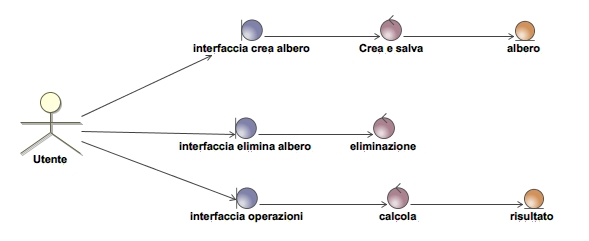 interfaccia crea albero
Crea e salva
albero
Utente
interfaccia elimina albero
eliminazione
interfaccia operazioni
calcola
risultato